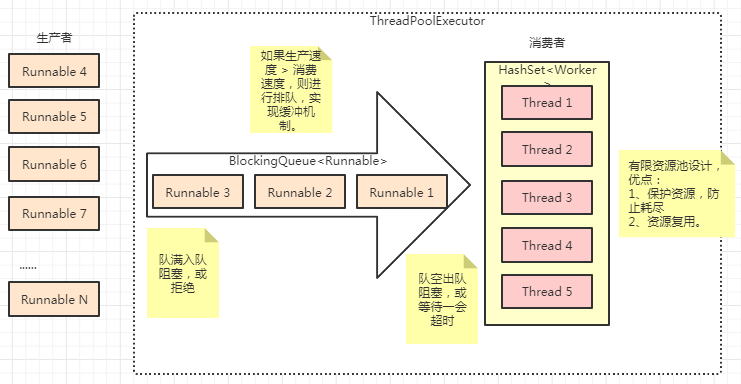 ThreadPoolExecutor
生产者
Runnable 4
Runnable 5
Runnable 6
Runnable 7
......
Runnable N
如果生产速
度 > 消费
速度，则进
行排队，实
现缓冲机
制。
BlockingQueue<Runnable>
Runnable 3
Runnable 2
Runnable 1
队满入队
阻塞，或
拒绝
队空出队
阻塞，或
等待一会
超时
消费者
HashSet<Worker
>
Thread 1
Thread 2
Thread 3
Thread 4
Thread 5
有限资源池设计，
优点：
1、保护资源，防
止耗尽
2、资源复用。